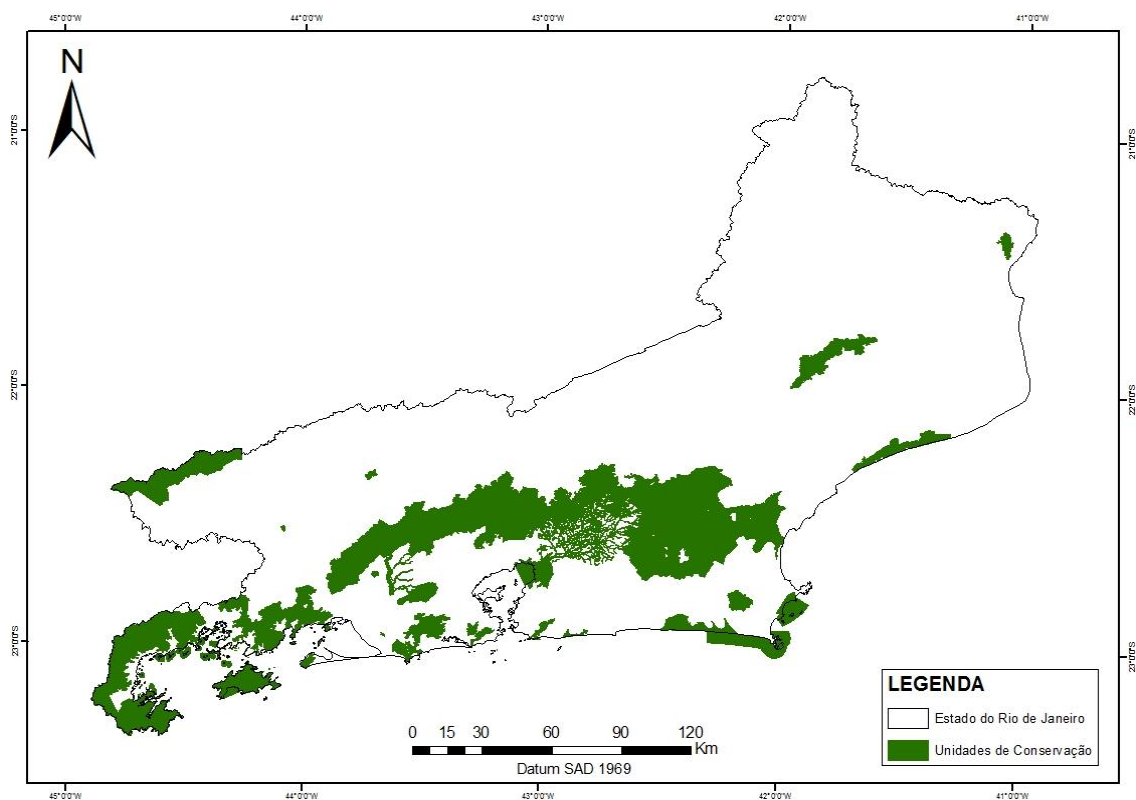 45°0'0"W 44°0'0"W 43°0'0"W 42°0'0"W 41°0'0"W
N
21°0'0"S 21°0'0"S
22°0'0"S 22°0'0"S
23°0'0"S 23°0'0"S
LEGENDA
Estado do Rio de Janeiro
Unidades de Conservação
0 15 30 60 90 120
Km
Datum SAD 1969
45°0'0"W 44°0'0"W 43°0'0"W 42°0'0"W 41°0'0"W